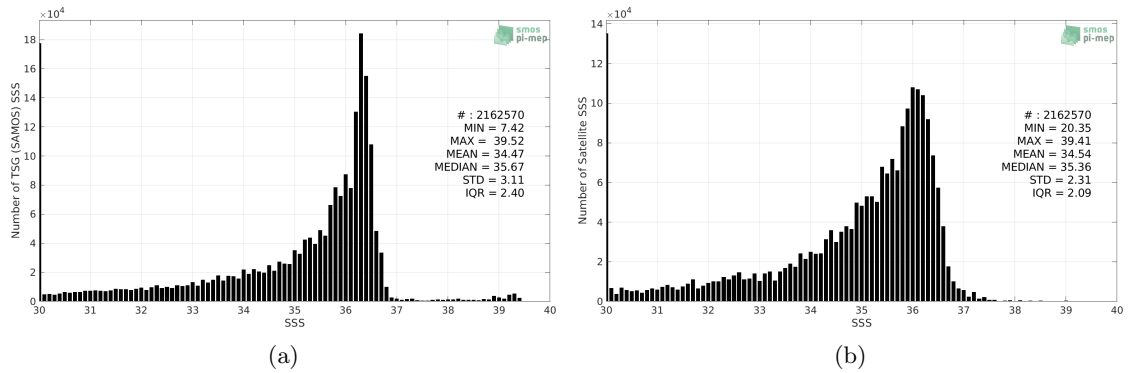 ×10⁴
18
16
14
12
10
8
6
4
2
0
Number of TSG (SAMOS) SSS
smos
pi-mep
# : 2162570
MIN = 7.42
MAX = 39.52
MEAN = 34.47
MEDIAN = 35.67
STD = 3.11
IQR = 2.40
30 31 32 33 34 35 36 37 38 39 40
SSS
(a)
×10⁴
14
12
10
8
6
4
2
0
Number of Satellite SSS
smos
pi-mep
# : 2162570
MIN = 20.35
MAX = 39.41
MEAN = 34.54
MEDIAN = 35.36
STD = 2.31
IQR = 2.09
30 31 32 33 34 35 36 37 38 39 40
SSS
(b)